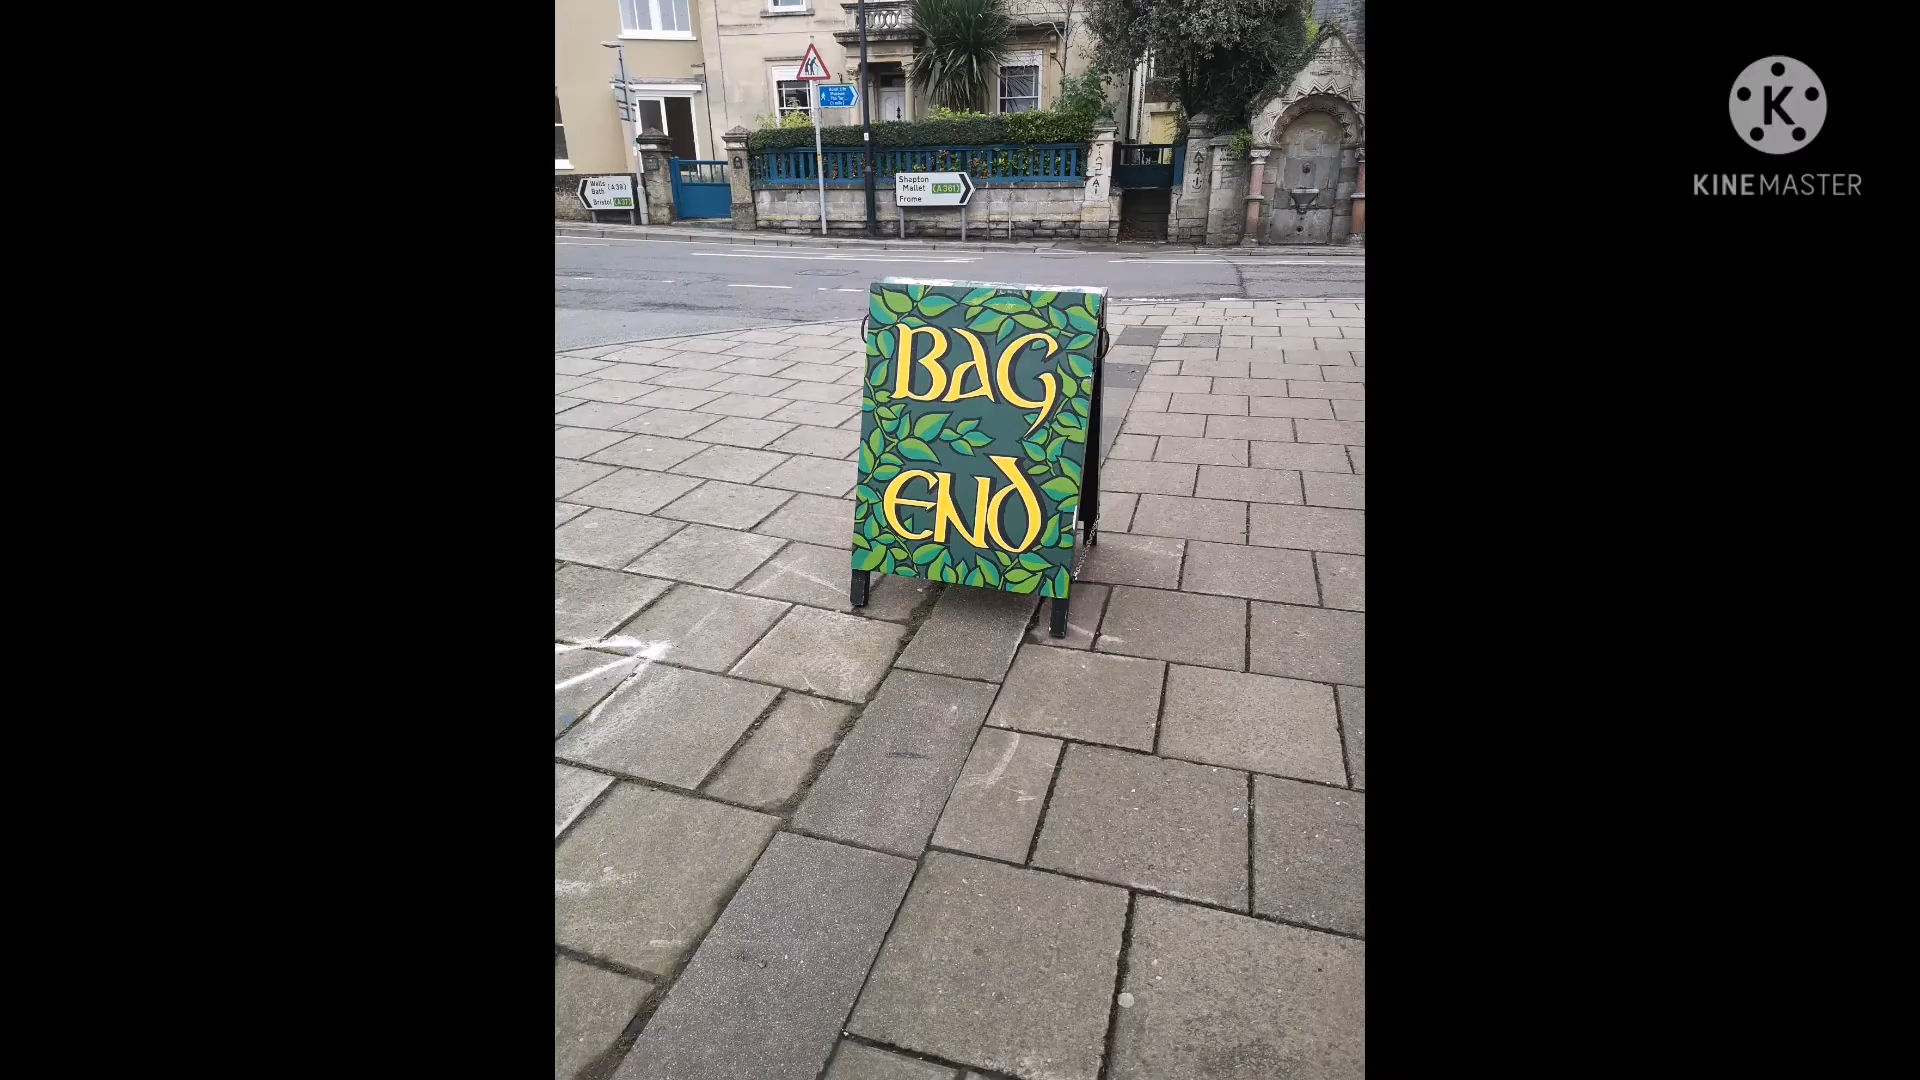 Wells (A39)
Bath
Bristol (A37)
Shepton
Mallet (A361)
Frome
BAG
END
K
KINEMASTER